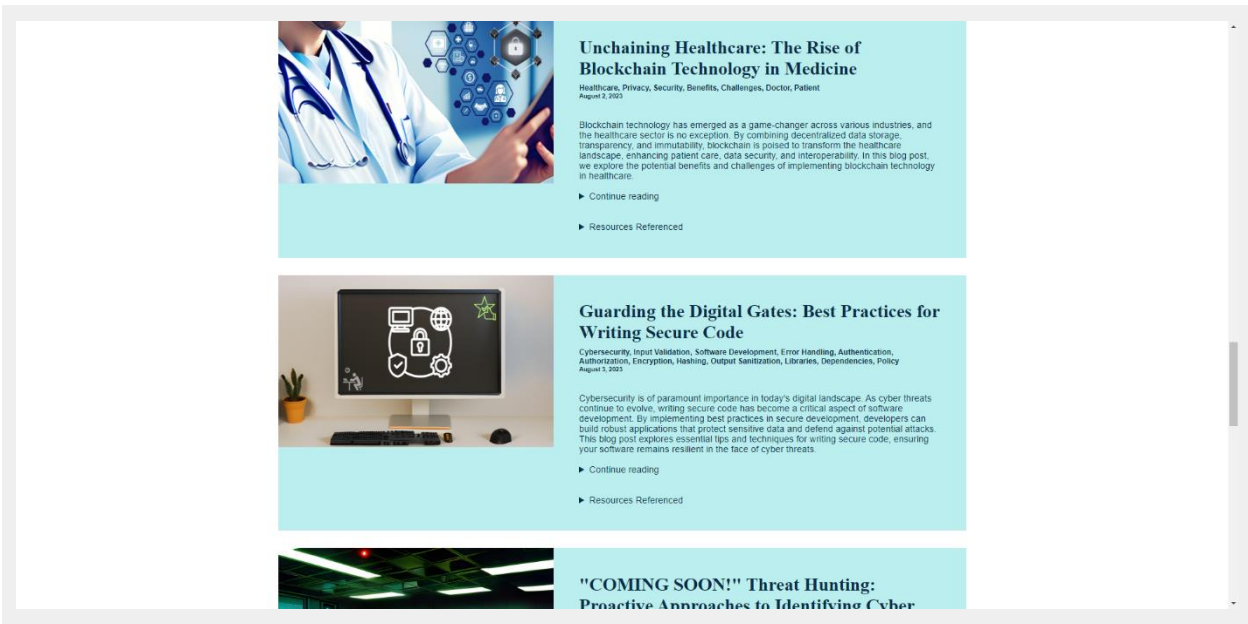 Unchaining Healthcare: The Rise of
Blockchain Technology in Medicine
Healthcare, Privacy, Security, Benefits, Challenges, Doctor, Patient
August 2, 2023
Blockchain technology has emerged as a game-changer across various industries, and
the healthcare sector is no exception. By combining decentralized data storage,
transparency, and immutability, blockchain is poised to transform the healthcare
landscape, enhancing patient care, data security, and interoperability. In this blog post,
we explore the potential benefits and challenges of implementing blockchain technology
in healthcare.
Continue reading
Resources Referenced
Guarding the Digital Gates: Best Practices for
Writing Secure Code
Cybersecurity, Input Validation, Software Development, Error Handling, Authentication,
Authorization, Encryption, Hashing, Output Sanitization, Libraries, Dependencies, Policy
August 3, 2023
Cybersecurity is of paramount importance in today's digital landscape. As cyber threats
continue to evolve, writing secure code has become a critical aspect of software
development. By implementing best practices in secure development, developers can
build robust applications that protect sensitive data and defend against potential attacks.
This blog post explores essential tips and techniques for writing secure code, ensuring
your software remains resilient in the face of cyber threats.
Continue reading
Resources Referenced
"COMING SOON!" Threat Hunting:
Proactive Approaches to Identifying Cyber